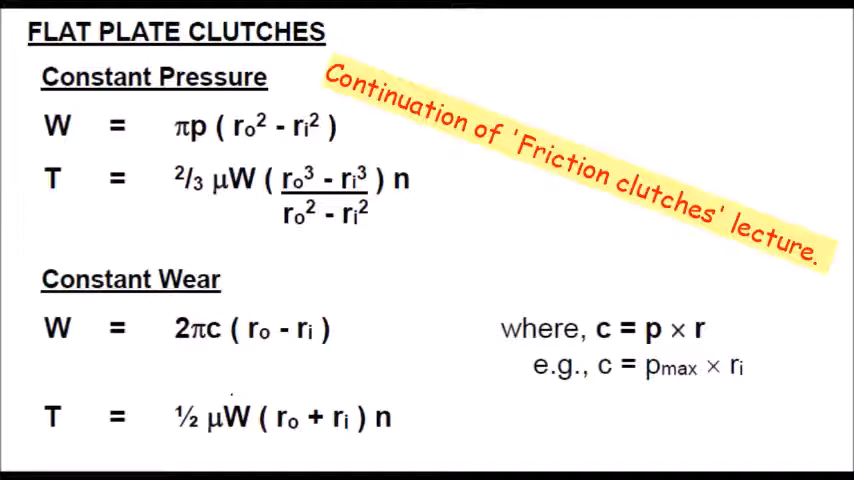 FLAT PLATE CLUTCHES
Constant Pressure
Continuation of 'Friction clutches' lecture.
W = πp ( ro² - ri² )
T = ²/₃ μW ( ro³ - ri³ ) n
ro² - ri²
Constant Wear
W = 2πc ( ro - ri ) where, c = p × r
e.g., c = pmax × ri
T = ½ μW ( ro + ri ) n